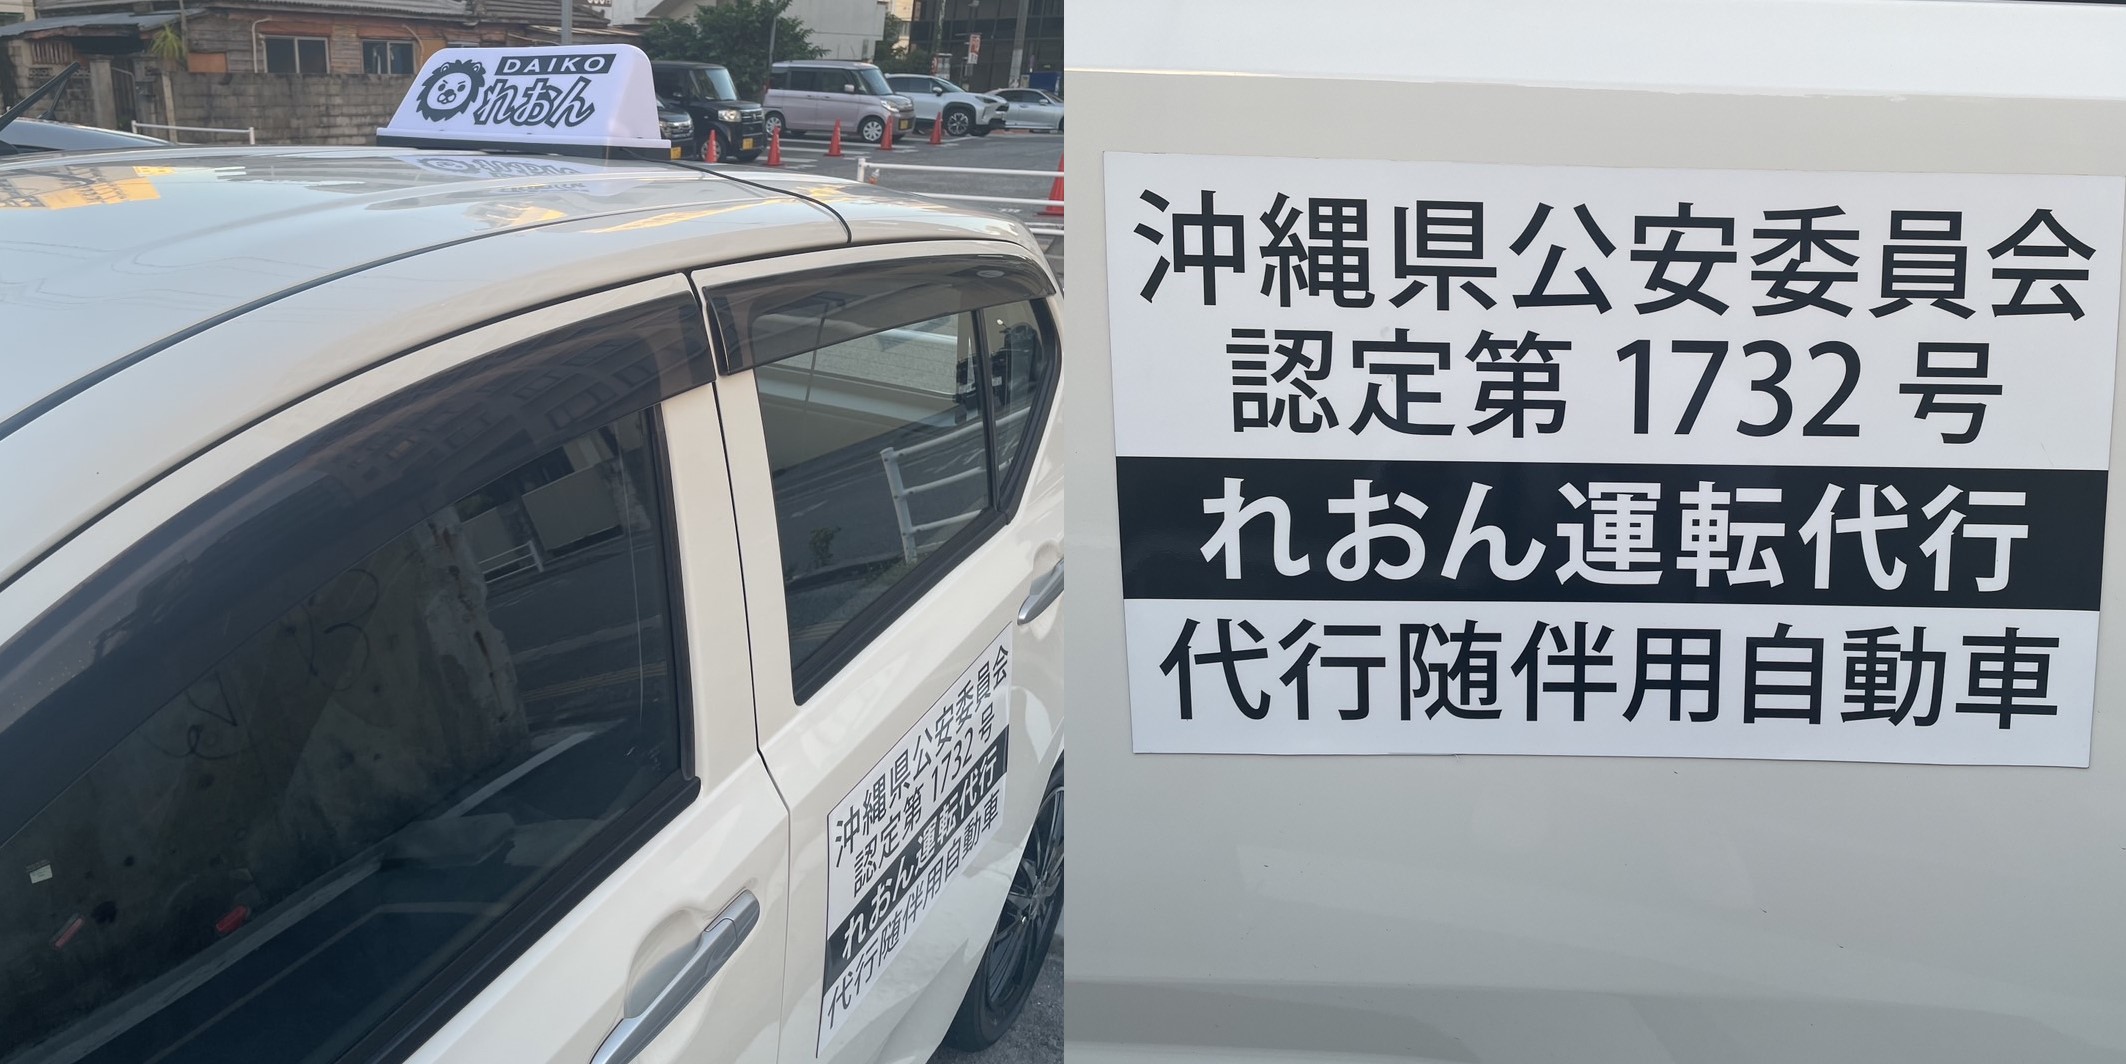 DAIKO
れおん
沖縄県公安委員会
認定第 1732 号
れおん運転代行
代行随伴用自動車
沖縄県公安委員会
認定第 1732 号
れおん運転代行
代行随伴用自動車